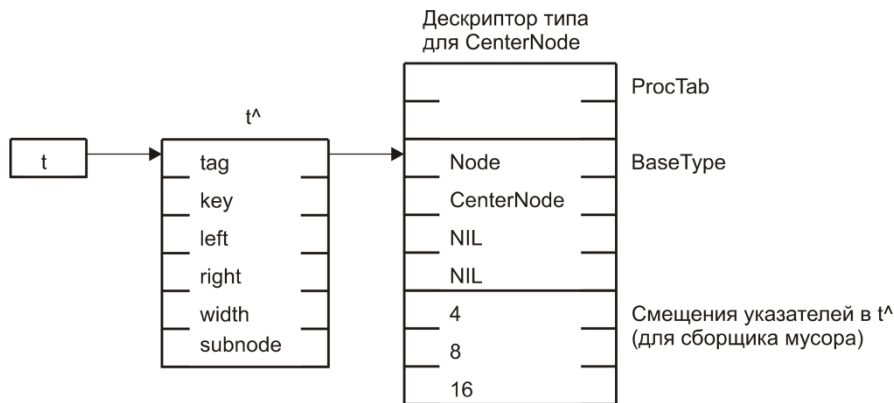 Дескриптор типа
для CenterNode
ProcTab
t^
t
tag
key
left
right
width
subnode
Node
BaseType
CenterNode
NIL
NIL
4
8
16
Смещения указателей в t^
(для сборщика мусора)